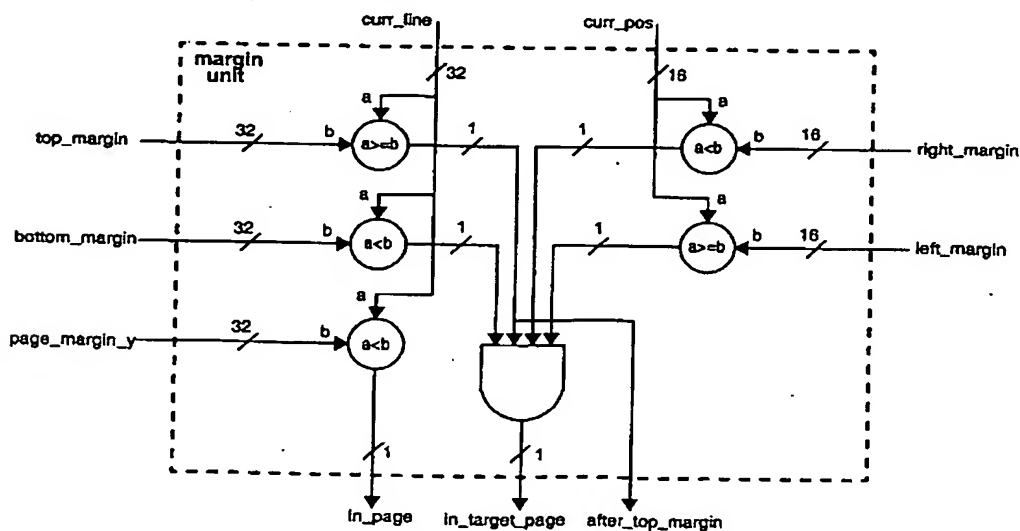 curr_line curr_pos
margin
unit
32 16
a a
top_margin 32 b a>=b 1 1 a<b b 16 right_margin
a a
bottom_margin 32 b a<b 1 1 a>=b b 16 left_margin
a
page_margin_y 32 b a<b
1 1
in_page in_target_page after_top_margin